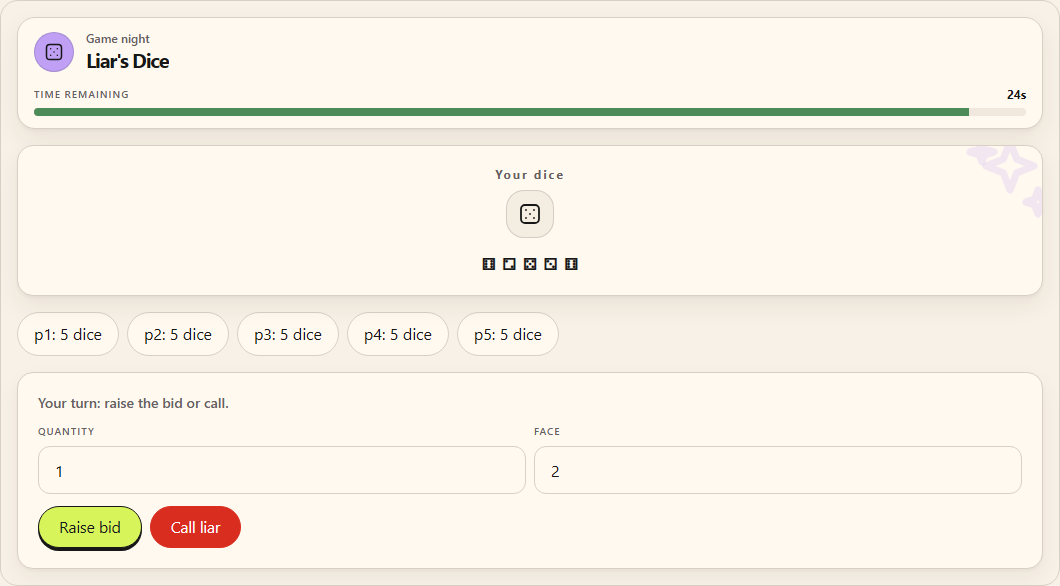 Game night
Liar's Dice
TIME REMAINING
24s
Your dice
⚅ ⚁ ⚄ ⚂ ⚅
p1: 5 dice
p2: 5 dice
p3: 5 dice
p4: 5 dice
p5: 5 dice
Your turn: raise the bid or call.
QUANTITY
FACE
1
2
Raise bid
Call liar